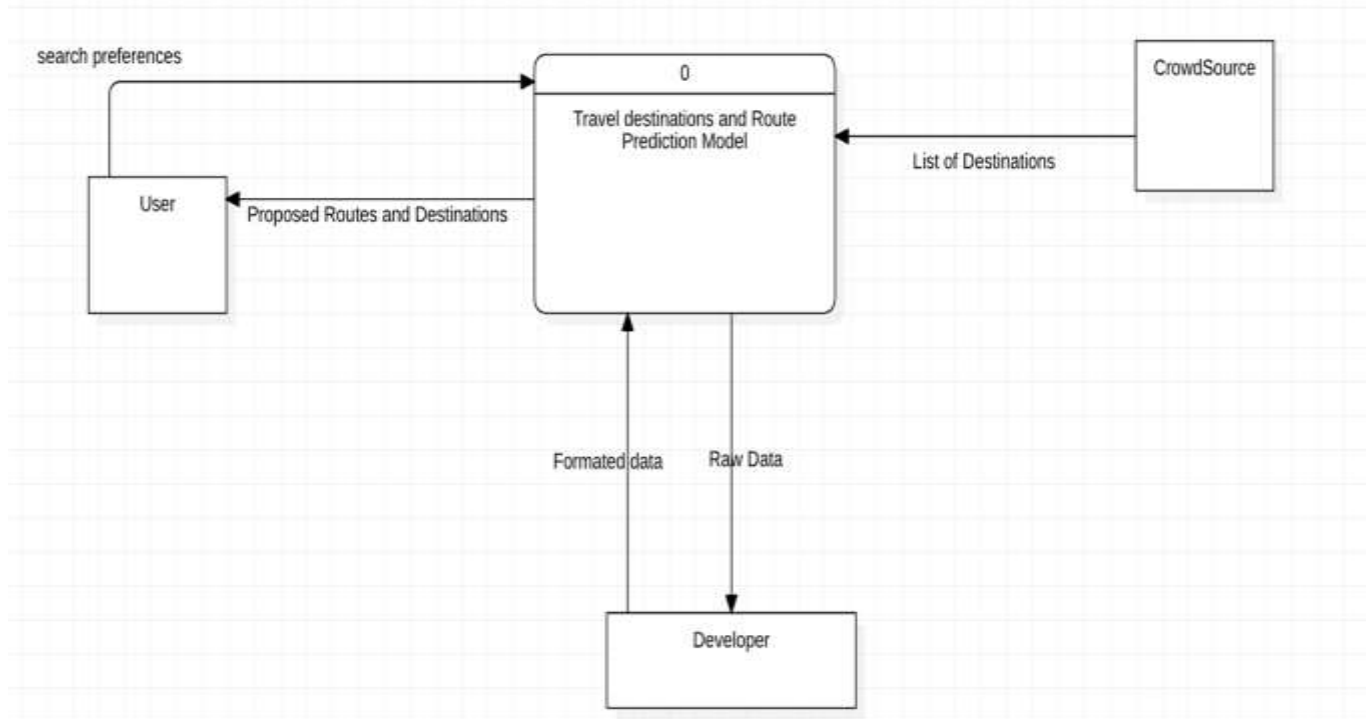 search preferences
0
CrowdSource
Travel destinations and Route
Prediction Model
List of Destinations
User
Proposed Routes and Destinations
Formated data
Raw Data
Developer